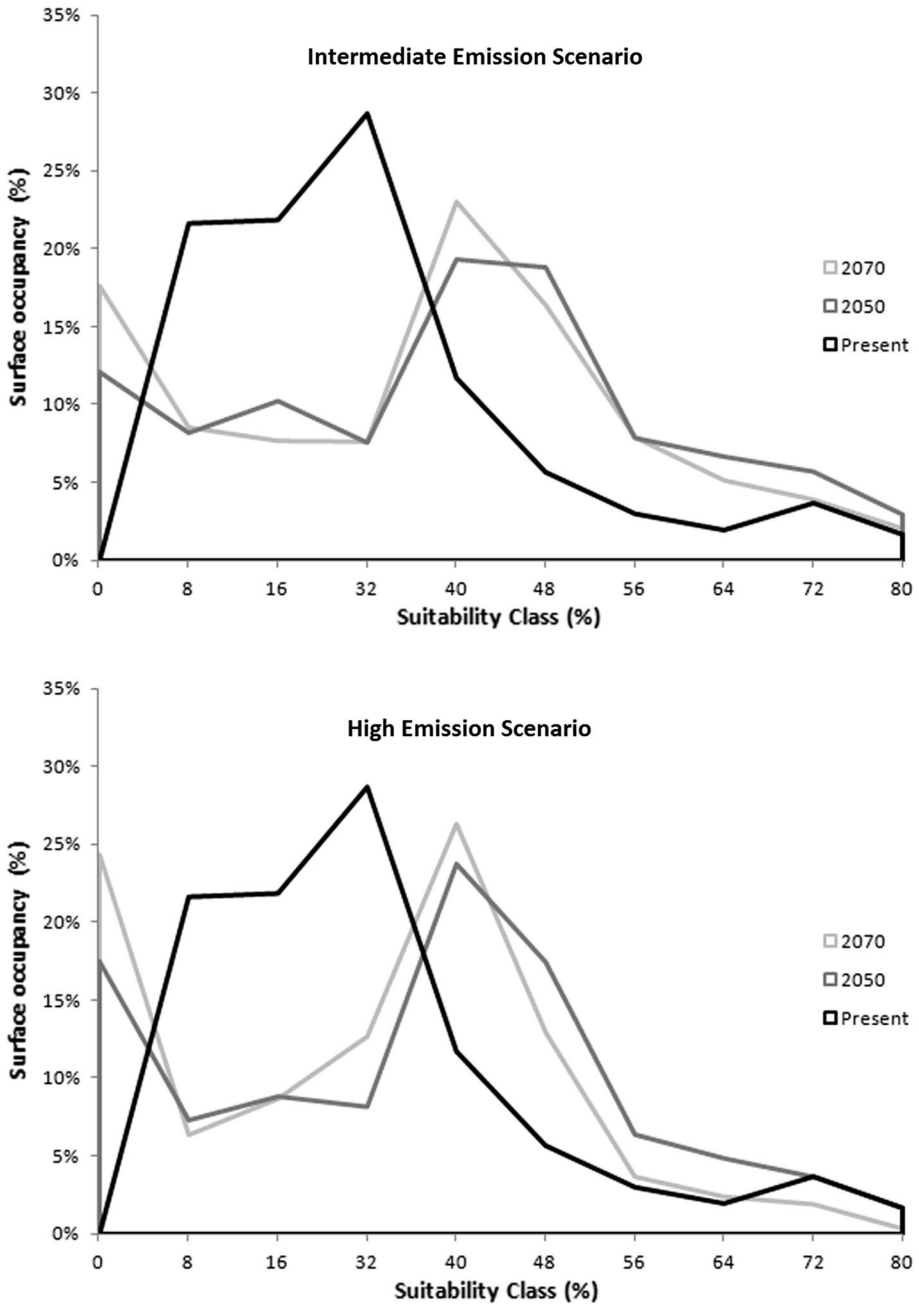 Intermediate Emission Scenario
35%
30%
25%
20%
15%
10%
5%
0%
Surface occupancy (%)
0 8 16 32 40 48 56 64 72 80
Suitability Class (%)
2070
2050
Present
High Emission Scenario
35%
30%
25%
20%
15%
10%
5%
0%
Surface occupancy (%)
0 8 16 32 40 48 56 64 72 80
Suitability Class (%)
2070
2050
Present